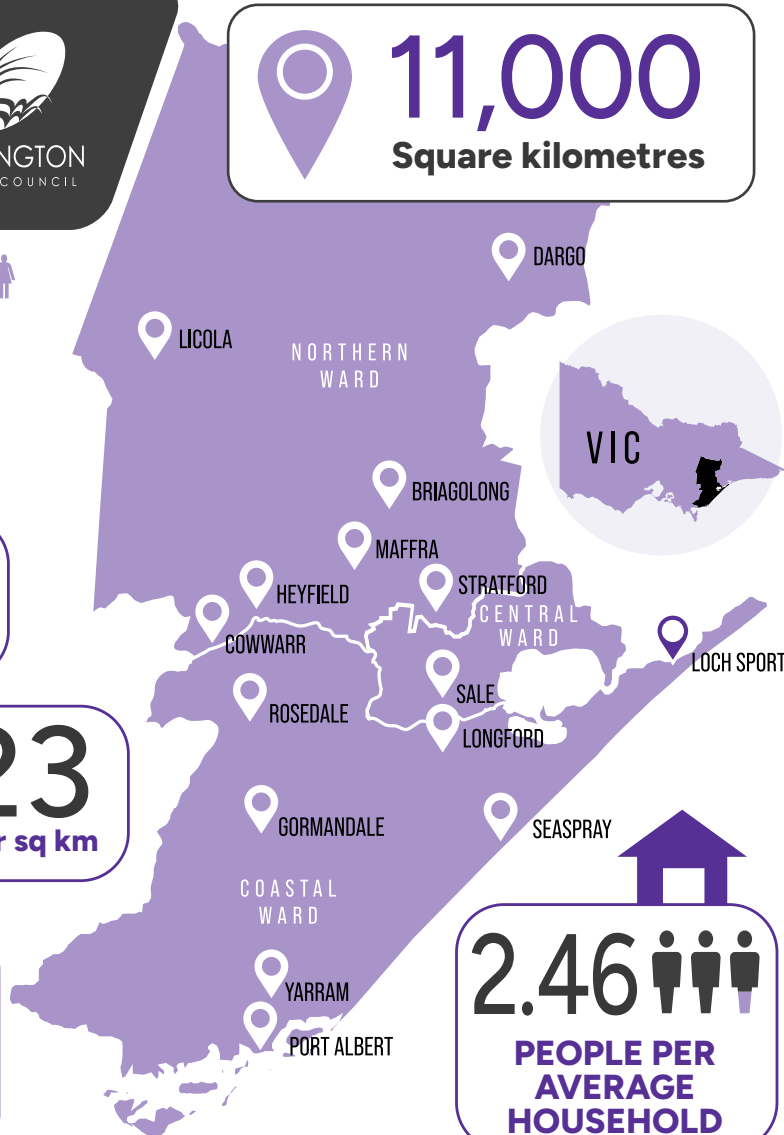 NGTON
COUNCIL
11,000
Square kilometres
DARGO
LICOLA
NORTHERN
WARD
VIC
BRIAGOLONG
MAFFRA
HEYFIELD
STRATFORD
CENTRAL
WARD
COWWARR
LOCH SPORT
SALE
ROSEDALE
LONGFORD
23
r sq km
GORMANDALE
SEASPRAY
COASTAL
WARD
2.46
YARRAM
PORT ALBERT
PEOPLE PER
AVERAGE
HOUSEHOLD